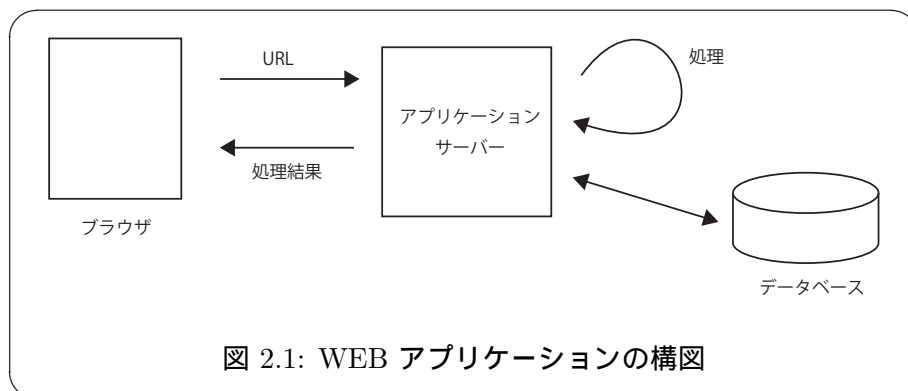 URL
処理
アプリケーション
サーバー
処理結果
ブラウザ
データベース
図 2.1: WEB アプリケーションの構図